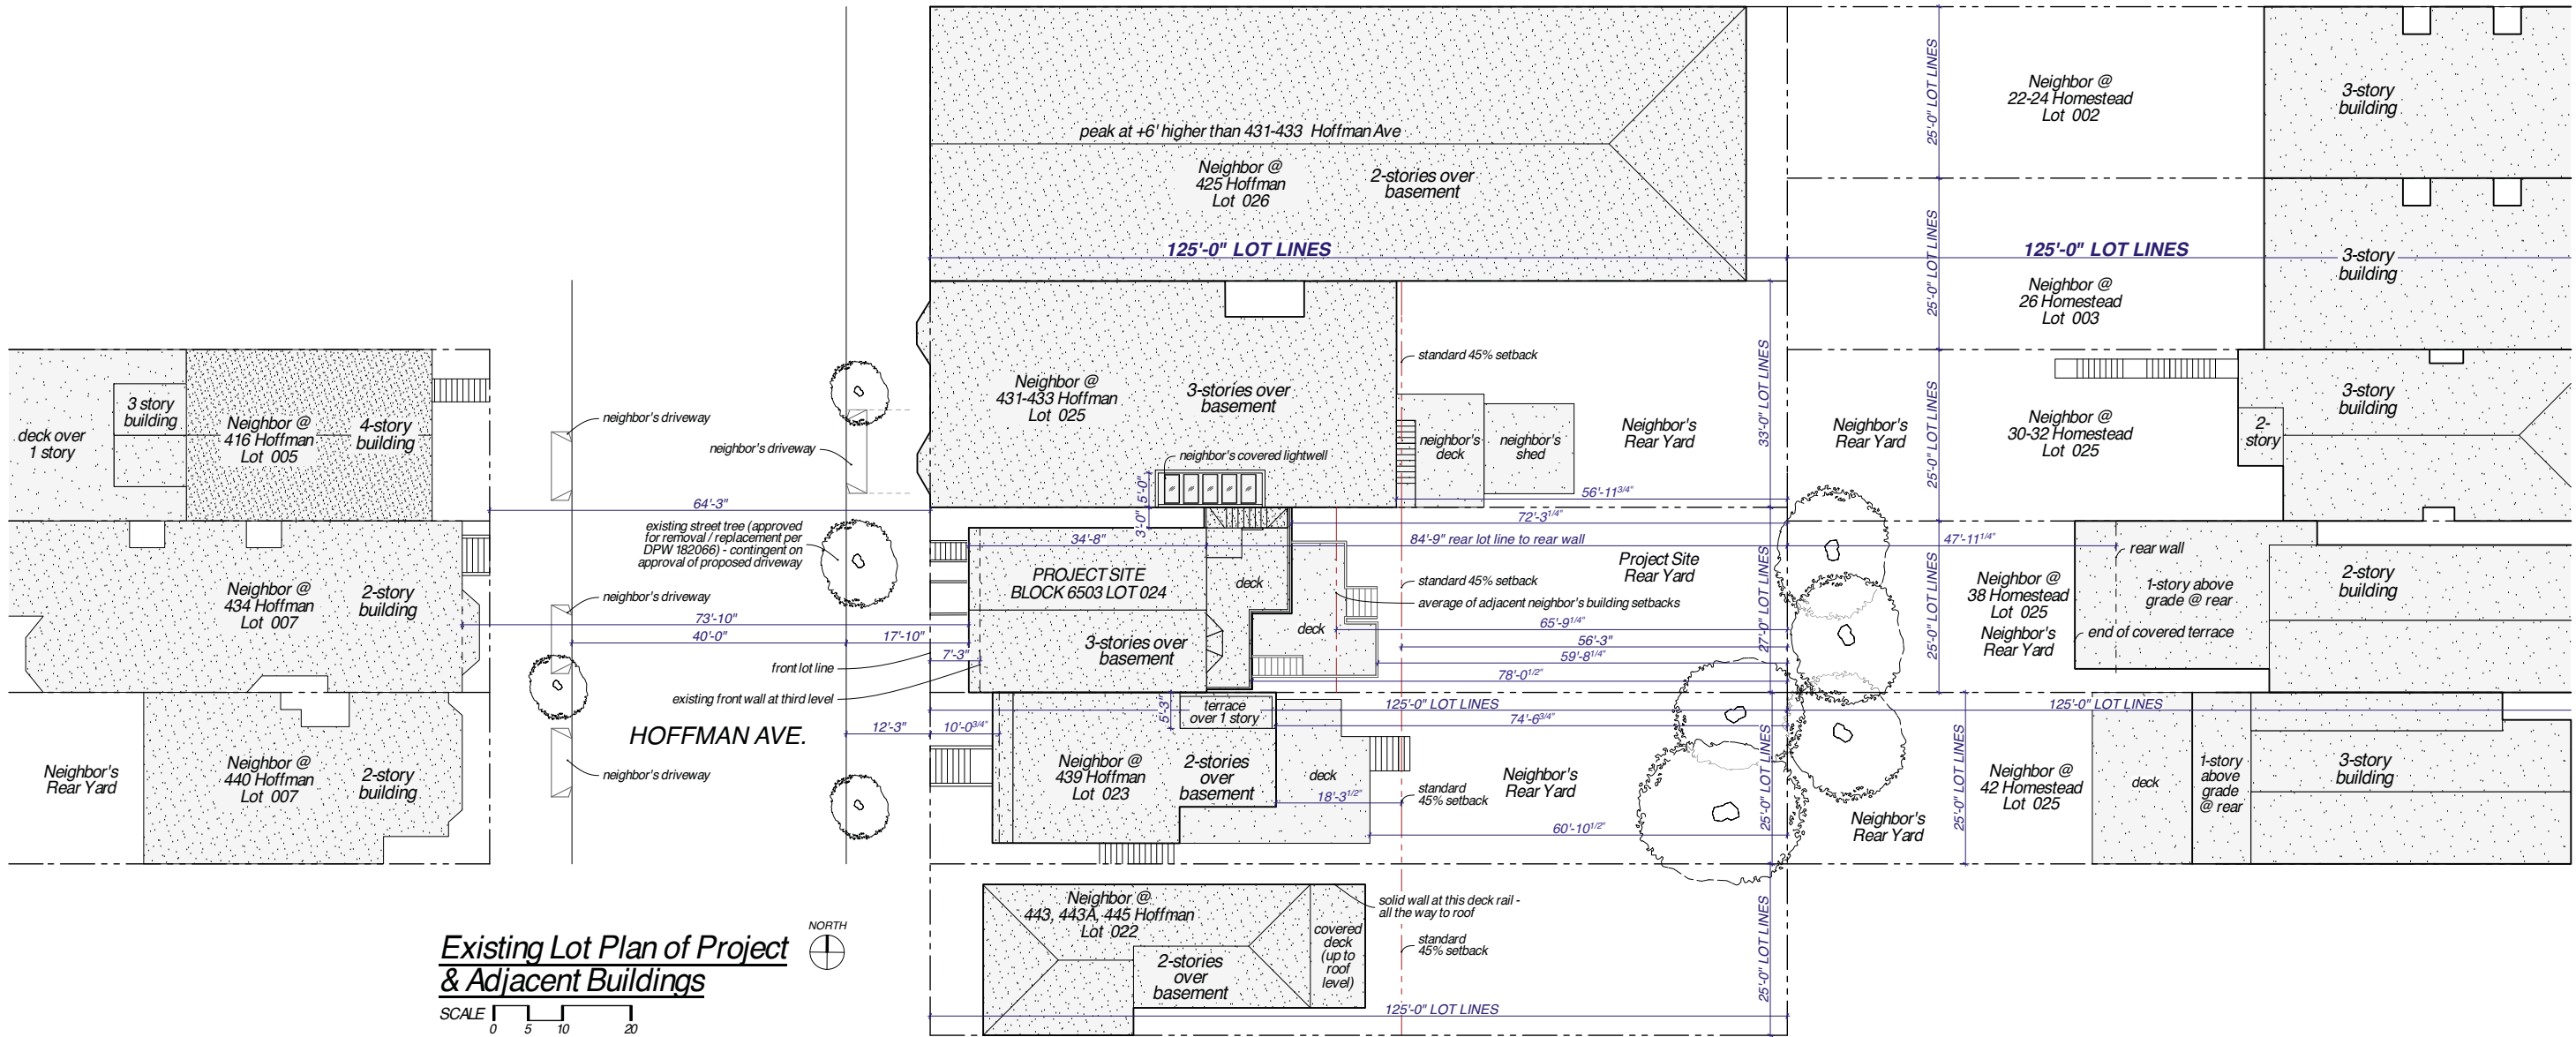 peak at +6' higher than 431-433 Hoffman Ave
Neighbor @
425 Hoffman
Lot 026
2-stories over
basement
125'-0" LOT LINES
25'-0" LOT LINES
Neighbor @
22-24 Homestead
Lot 002
3-story
building
25'-0" LOT LINES
125'-0" LOT LINES
Neighbor @
26 Homestead
Lot 003
3-story
building
deck over
1 story
3 story
building
Neighbor @
416 Hoffman
Lot 005
4-story
building
neighbor's driveway
neighbor's driveway
64'-3"
existing street tree (approved
for removal / replacement per
DPW 182066) - contingent on
approval of proposed driveway
Neighbor @
431-433 Hoffman
Lot 025
3-stories over
basement
neighbor's covered lightwell
5'-0"
3'-0"
standard 45% setback
neighbor's
deck
neighbor's
shed
Neighbor's
Rear Yard
33'-0" LOT LINES
56'-11 3/4"
Neighbor's
Rear Yard
25'-0" LOT LINES
Neighbor @
30-32 Homestead
Lot 025
2-
story
3-story
building
Neighbor @
434 Hoffman
Lot 007
2-story
building
neighbor's driveway
73'-10"
40'-0"
17'-10"
7'-3"
front lot line
existing front wall at third level
34'-8"
PROJECT SITE
BLOCK 6503 LOT 024
3-stories over
basement
deck
deck
72'-3 1/4"
84'-9" rear lot line to rear wall
Project Site
Rear Yard
standard 45% setback
average of adjacent neighbor's building setbacks
65'-9 1/4"
56'-3"
59'-8 1/4"
78'-0 1/2"
27'-0" LOT LINES
47'-11 1/4"
25'-0" LOT LINES
Neighbor @
38 Homestead
Lot 025
Neighbor's
Rear Yard
rear wall
1-story above
grade @ rear
end of covered terrace
2-story
building
Neighbor's
Rear Yard
Neighbor @
440 Hoffman
Lot 007
2-story
building
neighbor's driveway
HOFFMAN AVE.
12'-3"
10'-0 3/4"
5'-3"
terrace
over 1 story
Neighbor @
439 Hoffman
Lot 023
2-stories
over
basement
deck
125'-0" LOT LINES
74'-6 3/4"
18'-3 1/2"
standard
45% setback
Neighbor's
Rear Yard
60'-10 1/2"
25'-0" LOT LINES
Neighbor's
Rear Yard
25'-0" LOT LINES
125'-0" LOT LINES
Neighbor @
42 Homestead
Lot 025
deck
1-story
above
grade
@ rear
3-story
building
Neighbor @
443, 443A, 445 Hoffman
Lot 022
2-stories
over
basement
covered
deck
(up to
roof
level)
solid wall at this deck rail -
all the way to roof
standard
45% setback
25'-0" LOT LINES
125'-0" LOT LINES
Existing Lot Plan of Project
& Adjacent Buildings
NORTH
SCALE
0 5 10 20